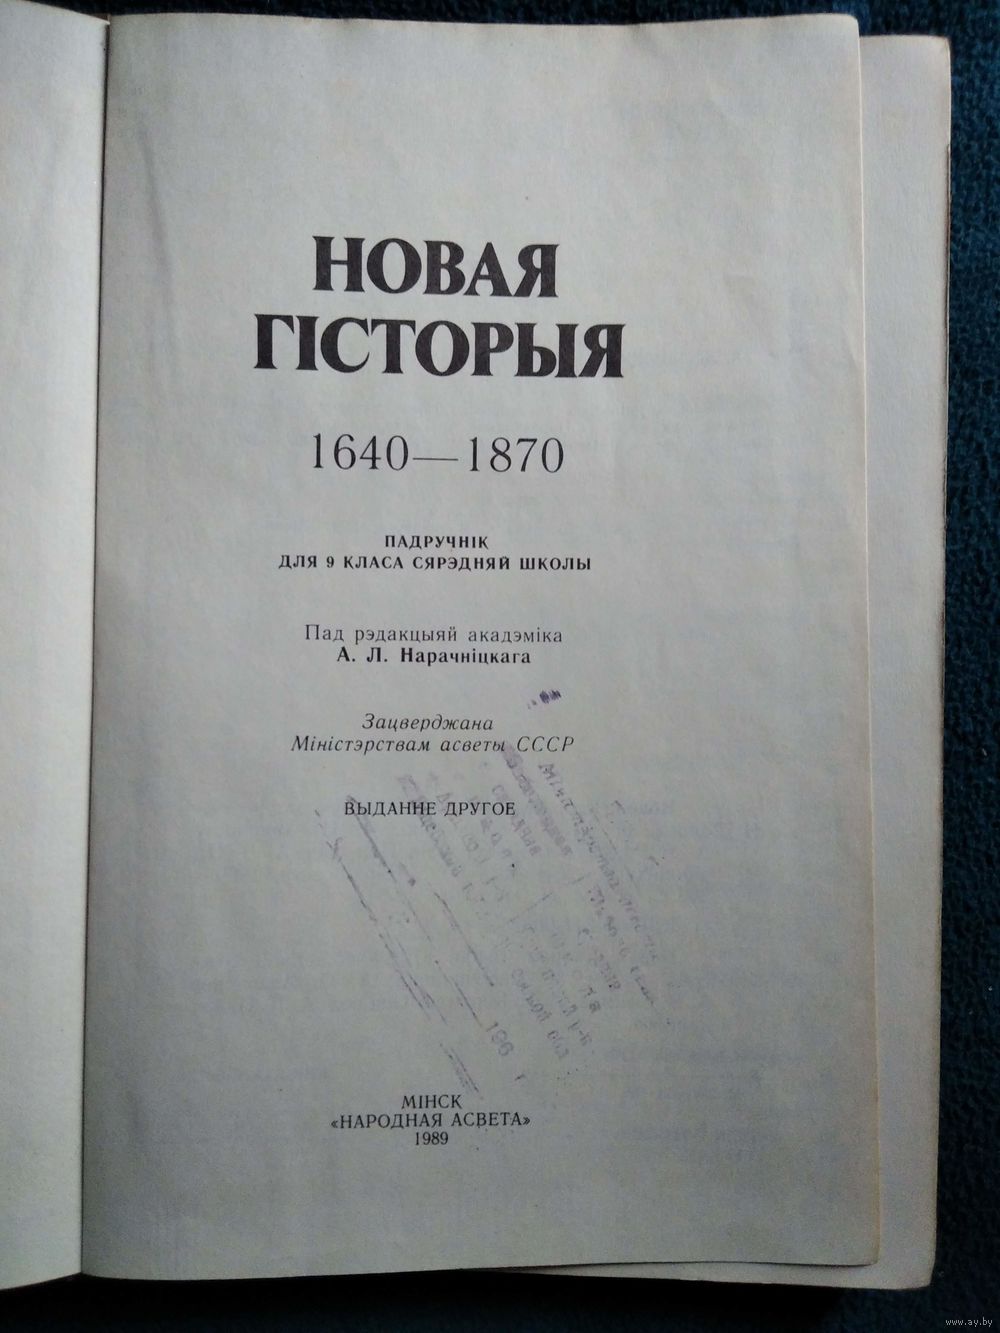 НОВАЯ
ГІСТОРЫЯ
1640—1870
ПАДРУЧНІК
ДЛЯ 9 КЛАСА СЯРЭДНЯЙ ШКОЛЫ
Пад рэдакцыяй акадэміка
А. Л. Нарачніцкага
Зацверджана
Міністэрствам асветы СССР
ВЫДАННЕ ДРУГОЕ
196
МІНСК
«НАРОДНАЯ АСВЕТА»
1989
www.ay.by